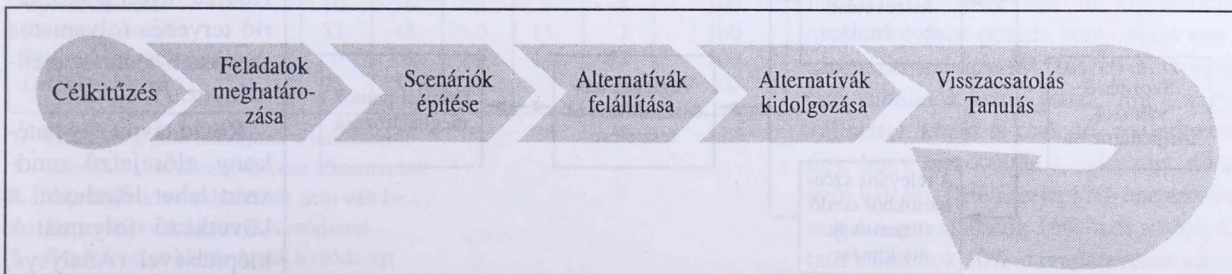 Célkitűzés
Feladatok
meghatáro-
zása
Scenáriók
építése
Alternatívák
felállítása
Alternatívák
kidolgozása
Visszacsatolás
Tanulás